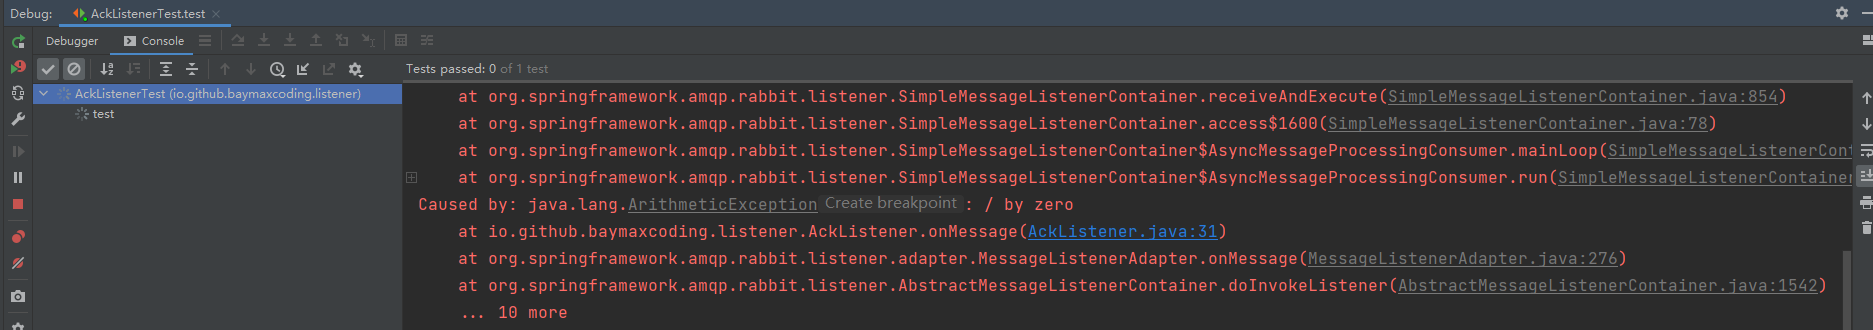 Debug: AckListenerTest.test
Debugger Console
Tests passed: 0 of 1 test
AckListenerTest (io.github.baymaxcoding.listener)
test
at org.springframework.amqp.rabbit.listener.SimpleMessageListenerContainer.receiveAndExecute(SimpleMessageListenerContainer.java:854)
at org.springframework.amqp.rabbit.listener.SimpleMessageListenerContainer.access$1600(SimpleMessageListenerContainer.java:78)
at org.springframework.amqp.rabbit.listener.SimpleMessageListenerContainer$AsyncMessageProcessingConsumer.mainLoop(SimpleMessageListenerCont
at org.springframework.amqp.rabbit.listener.SimpleMessageListenerContainer$AsyncMessageProcessingConsumer.run(SimpleMessageListenerContainer
Caused by: java.lang.ArithmeticException Create breakpoint : / by zero
at io.github.baymaxcoding.listener.AckListener.onMessage(AckListener.java:31)
at org.springframework.amqp.rabbit.listener.adapter.MessageListenerAdapter.onMessage(MessageListenerAdapter.java:276)
at org.springframework.amqp.rabbit.listener.AbstractMessageListenerContainer.doInvokeListener(AbstractMessageListenerContainer.java:1542)
... 10 more